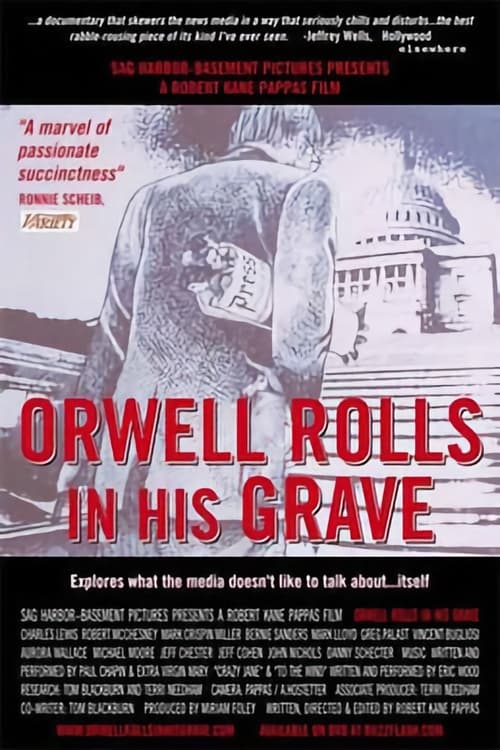 ...a documentary that skewers the news media in a way that seriously chills and disturbs...the best
rabble-rousing piece of its kind I've ever seen. -Jeffrey Wells, Hollywood
elsewhere
SAG HARBOR-BASEMENT PICTURES PRESENTS
A ROBERT KANE PAPPAS FILM
"A marvel of
passionate
succinctness"
RONNIE SCHEIB,
VARIETY
Press
ORWELL ROLLS
IN HIS GRAVE
Explores what the media doesn't like to talk about...itself
SAG HARBOR-BASEMENT PICTURES PRESENTS A ROBERT KANE PAPPAS FILM ORWELL ROLLS IN HIS GRAVE
CHARLES LEWIS ROBERT MCCHESNEY MARK CRISPIN MILLER BERNIE SANDERS MARK LLOYD GREG PALAST VINCENT BUGLIOSI
AURORA WALLACE MICHAEL MOORE JEFF CHESTER JEFF COHEN JOHN NICHOLS DANNY SCHECTER MUSIC WRITTEN AND
PERFORMED BY PAUL CHAPIN & EXTRA VIRGIN MARY "CRAZY JANE" & "TO THE WIND" WRITTEN AND PERFORMED BY ERIC WOOD
RESEARCH: TOM BLACKBURN AND TERRI NEEDHAM CAMERA: PAPPAS / A.HOSTETTER ASSOCIATE PRODUCER: TERRI NEEDHAM
CO-WRITER: TOM BLACKBURN PRODUCED BY MIRIAM FOLEY WRITTEN, DIRECTED & EDITED BY ROBERT KANE PAPPAS
AVAILABLE ON DVD AT BUZZFLASH.COM